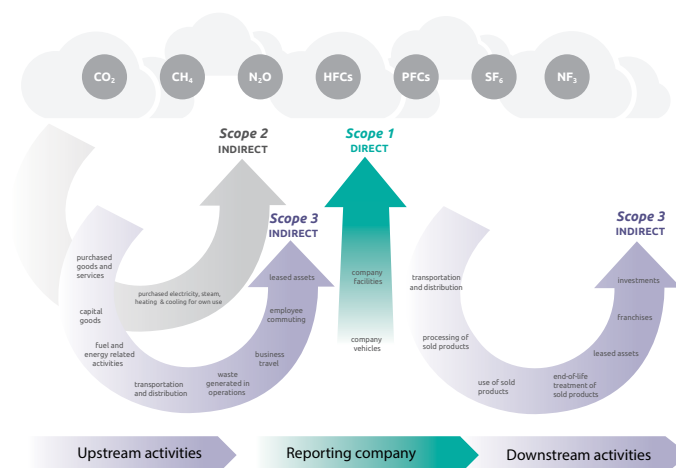 CO₂
CH₄
N₂O
HFCs
PFCs
SF₆
NF₃
Scope 2
INDIRECT
Scope 1
DIRECT
Scope 3
INDIRECT
Scope 3
INDIRECT
purchased
goods and
services
capital
goods
fuel and
energy related
activities
transportation
and distribution
waste
generated in
operations
business
travel
employee
commuting
leased assets
purchased electricity, steam,
heating & cooling for own use
company
facilities
company
vehicles
transportation
and distribution
processing of
sold products
use of sold
products
end-of-life
treatment of
sold products
leased assets
franchises
investments
Upstream activities
Reporting company
Downstream activities